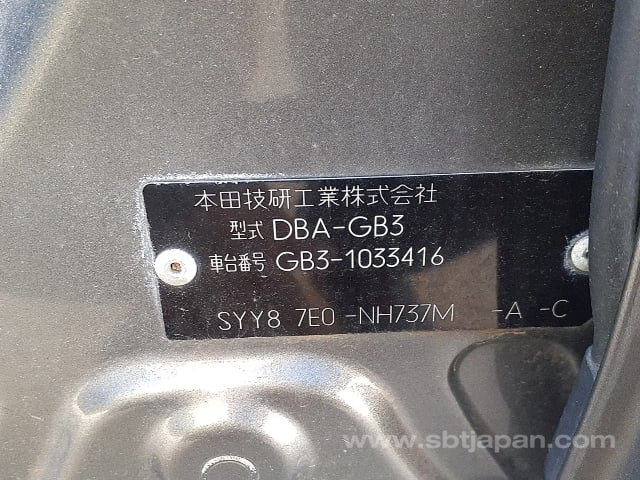 本田技研工業株式会社
型式 DBA-GB3
車台番号 GB3-1033416
SYY8 7E0 -NH737M -A -C
www.sbtjapan.com